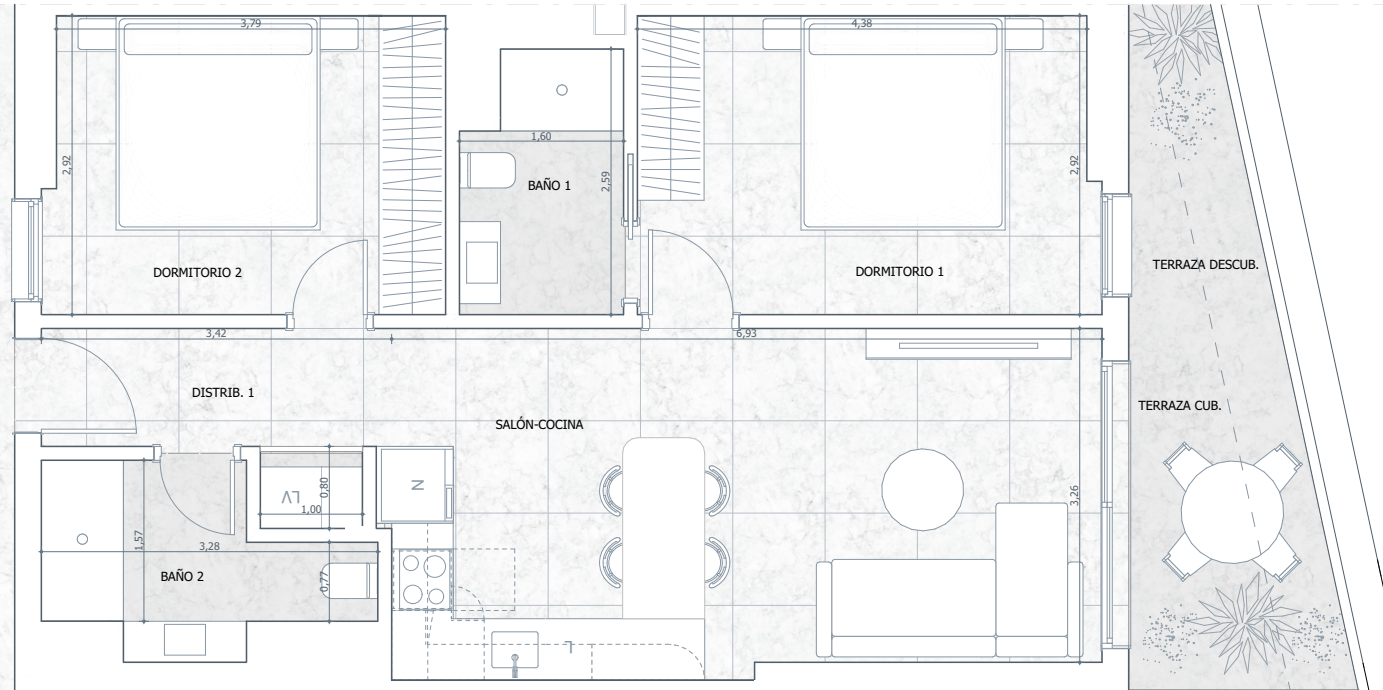 3,79
4,38
2,92
1,60
2,59
2,92
BAÑO 1
DORMITORIO 2
DORMITORIO 1
TERRAZA DESCUB.
3,42
6,93
DISTRIB. 1
TERRAZA CUB.
SALÓN-COCINA
N
LV
0,80
1,00
3,26
1,57
3,28
BAÑO 2
0,77
L